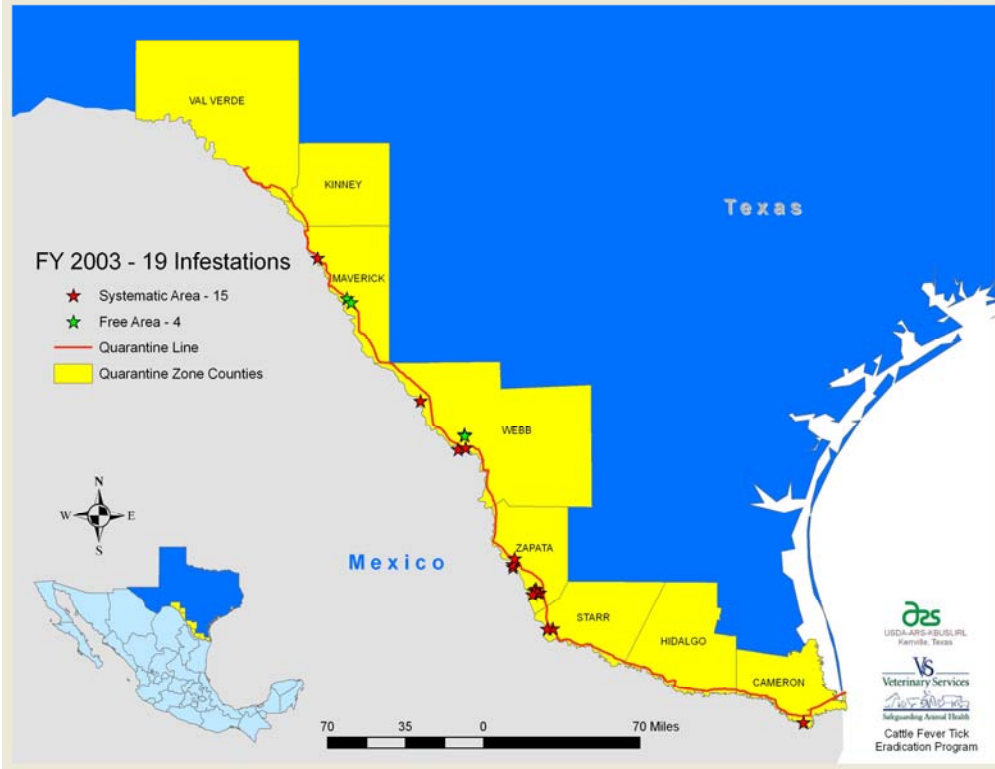 VAL VERDE
KINNEY
Texas
FY 2003 - 19 Infestations
MAVERICK
Systematic Area - 15
Free Area - 4
Quarantine Line
Quarantine Zone Counties
WEBB
N
W E
S
ZAPATA
Mexico
STARR
HIDALGO
CAMERON
ars
USDA-ARS-KBUSLIRL
Kerrville, Texas
VS
Veterinary Services
Safeguarding Animal Health
Cattle Fever Tick
Eradication Program
70 35 0 70 Miles